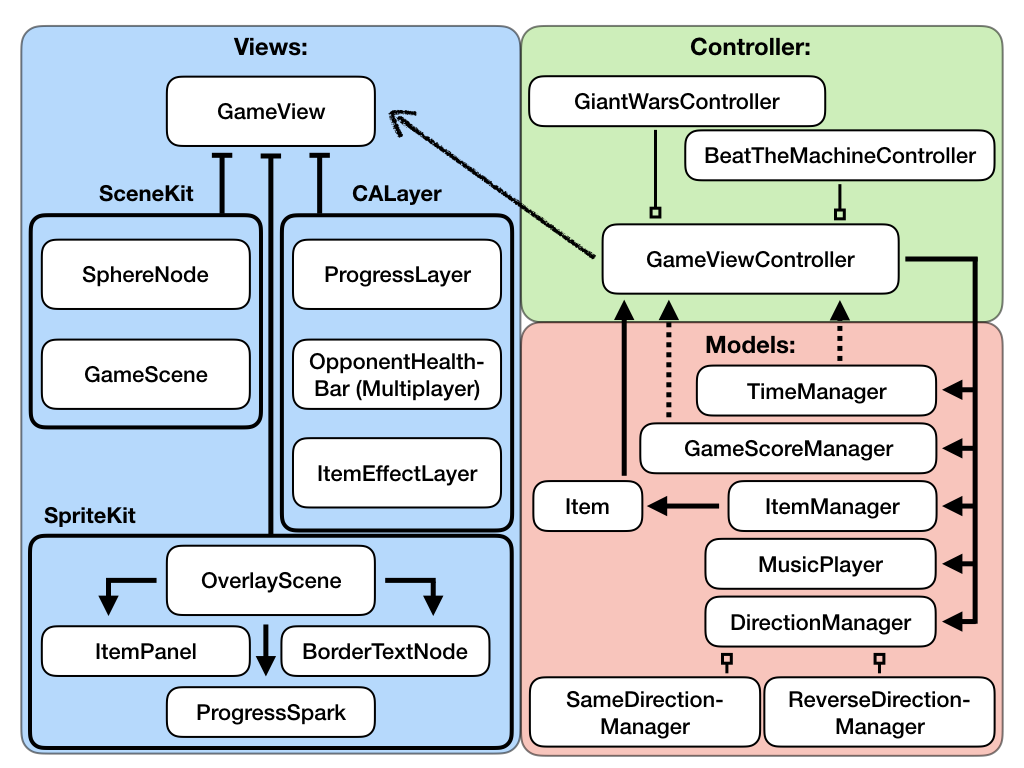 Views:
GameView
SceneKit
CALayer
SphereNode
GameScene
ProgressLayer
OpponentHealth-
Bar (Multiplayer)
ItemEffectLayer
SpriteKit
OverlayScene
ItemPanel
BorderTextNode
ProgressSpark
Controller:
GiantWarsController
BeatTheMachineController
GameViewController
Models:
TimeManager
GameScoreManager
Item
ItemManager
MusicPlayer
DirectionManager
SameDirection-
Manager
ReverseDirection-
Manager